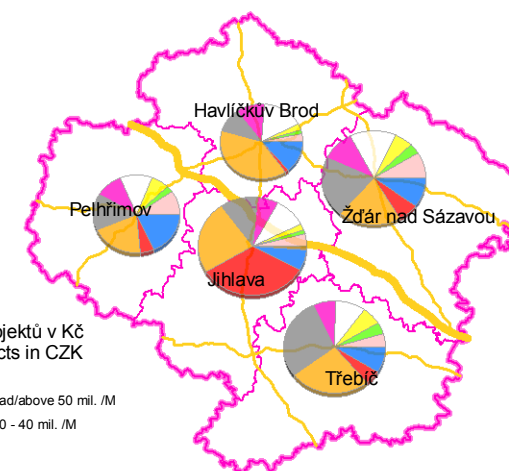 Havlíčkův Brod
Pelhřimov
Žďár nad Sázavou
Jihlava
Třebíč
ojektů v Kč
cts in CZK
ad/above 50 mil. /M
0 - 40 mil. /M